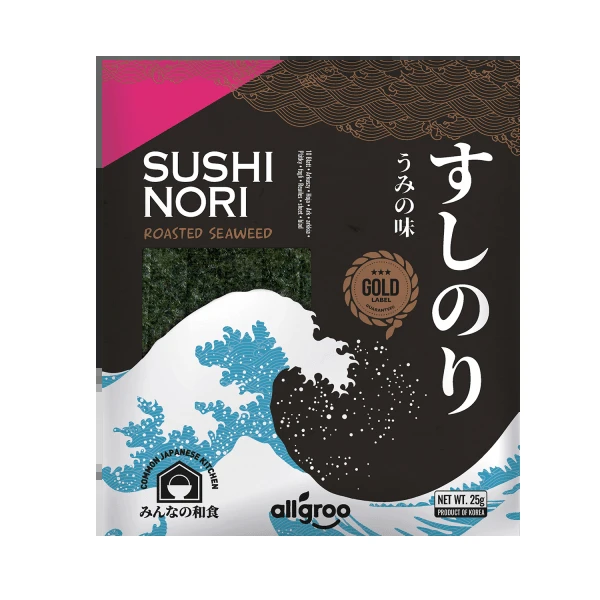 SUSHI
NORI
ROASTED SEAWEED
すしのり
うみの味
★★★
GOLD
LABEL
GUARANTEED
COMMON JAPANESE KITCHEN
みんなの和食
allgroo
NET WT. 25g
PRODUCT OF KOREA